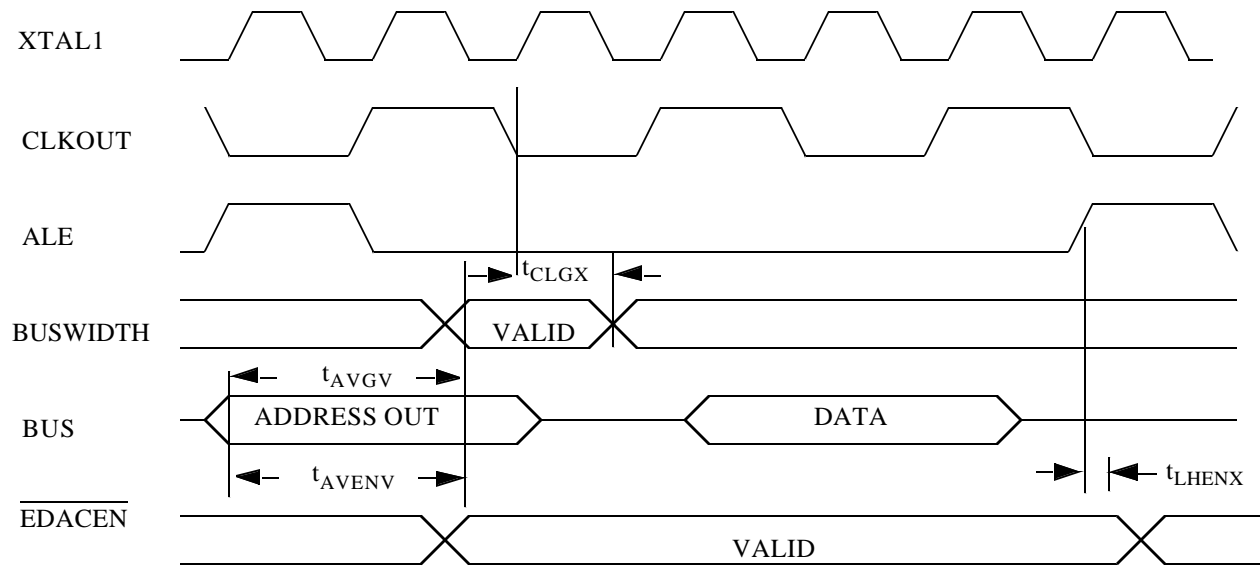 XTAL1
CLKOUT
ALE
tCLGX
BUSWIDTH
VALID
tAVGV
BUS
ADDRESS OUT
DATA
tAVENV
tLHENX
EDACEN
VALID